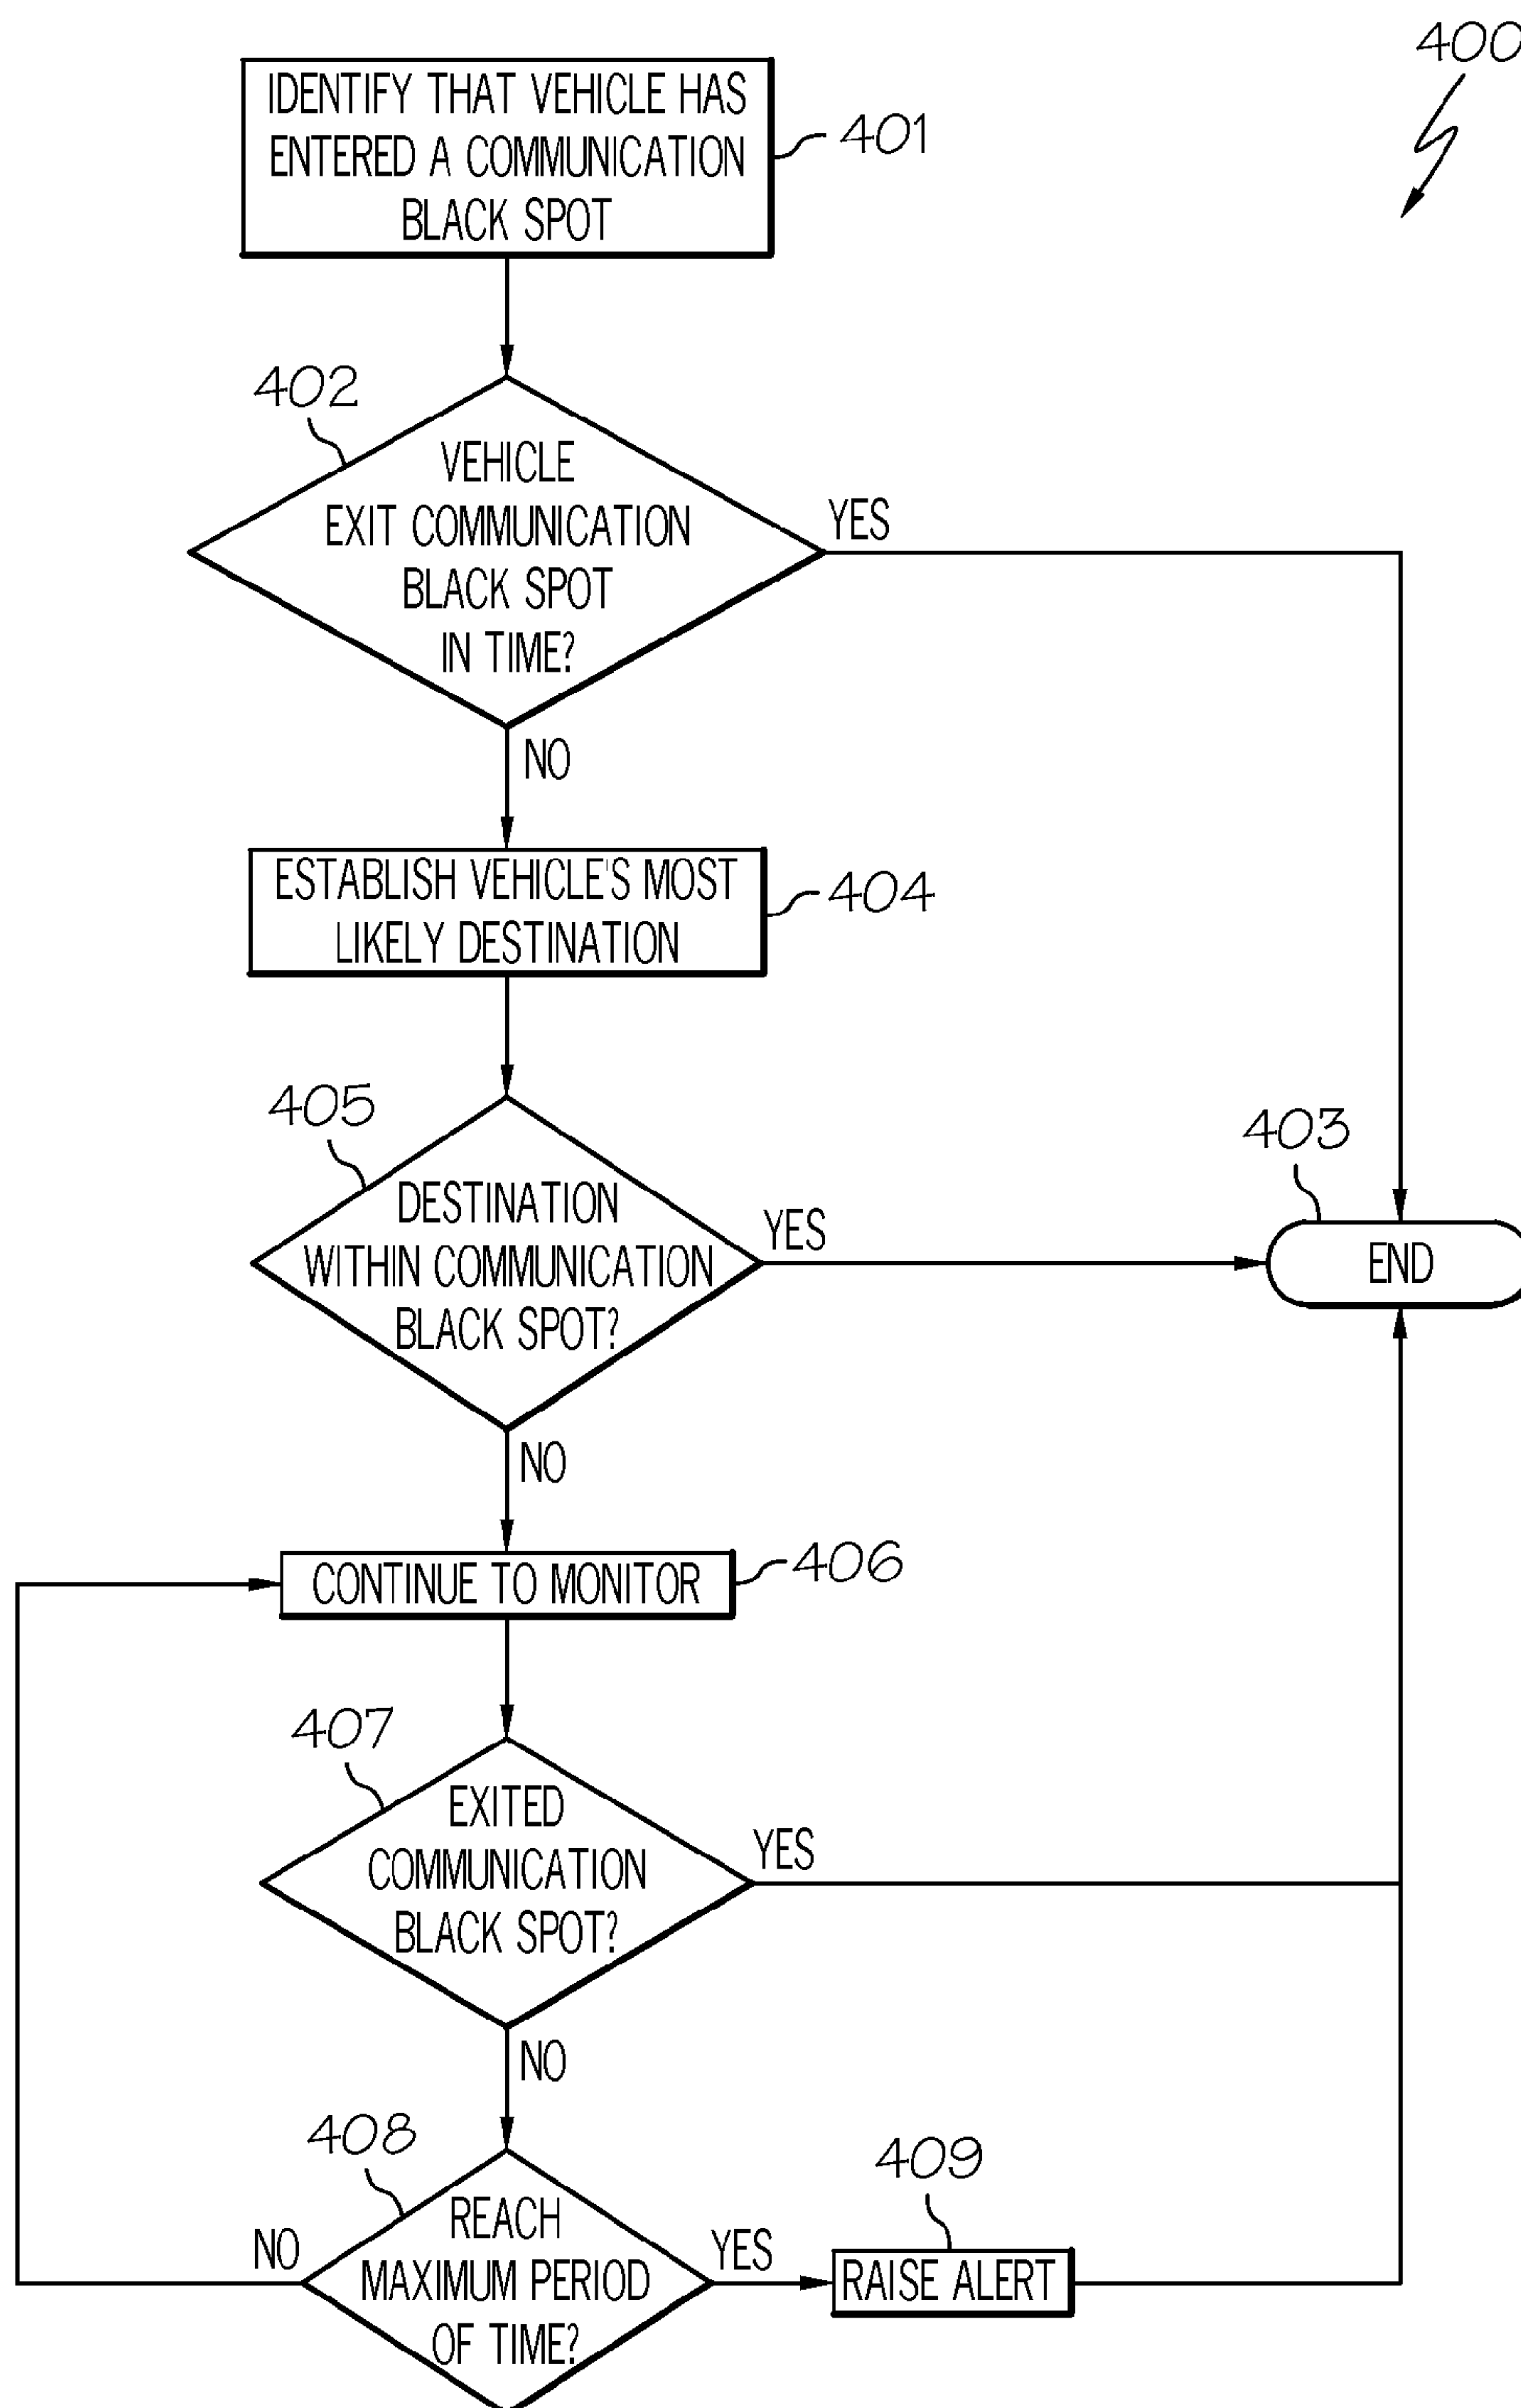 400
IDENTIFY THAT VEHICLE HAS
ENTERED A COMMUNICATION
BLACK SPOT
401
402
VEHICLE
EXIT COMMUNICATION
BLACK SPOT
IN TIME?
YES
NO
ESTABLISH VEHICLE'S MOST
LIKELY DESTINATION
404
405
DESTINATION
WITHIN COMMUNICATION
BLACK SPOT?
YES
403
END
NO
CONTINUE TO MONITOR
406
407
EXITED
COMMUNICATION
BLACK SPOT?
YES
NO
408
REACH
MAXIMUM PERIOD
OF TIME?
NO
YES
409
RAISE ALERT